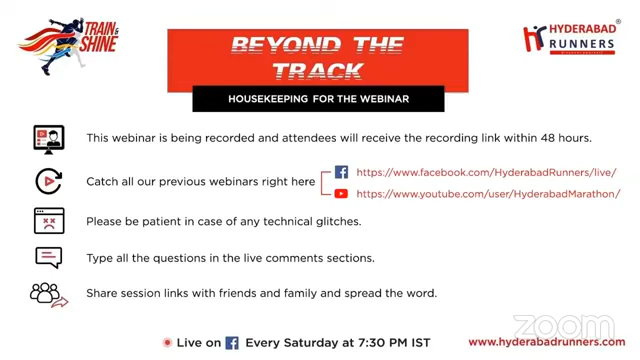 TRAIN &
SHINE
BEYOND THE
TRACK
HYDERABAD
RUNNERS
HOUSEKEEPING FOR THE WEBINAR
This webinar is being recorded and attendees will receive the recording link within 48 hours.
Catch all our previous webinars right here
https://www.facebook.com/HyderabadRunners/live/
https://www.youtube.com/user/HyderabadMarathon/
Please be patient in case of any technical glitches.
Type all the questions in the live comments sections.
Share session links with friends and family and spread the word.
zoom
Live on f Every Saturday at 7:30 PM IST
www.hyderabadrunners.com